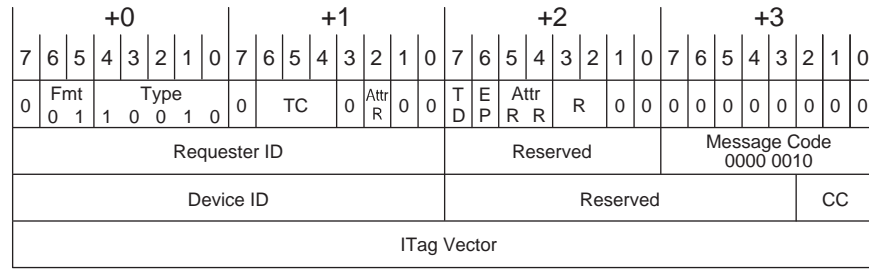 +0 +1 +2 +3
7 6 5 4 3 2 1 0 7 6 5 4 3 2 1 0 7 6 5 4 3 2 1 0 7 6 5 4 3 2 1 0
Fmt Type Attr T E Attr
0 0 TC 0 0 0 R 0 0 0 0 0 0 0 0 0 0
0 1 1 0 0 1 0 R D P R R
Requester ID Reserved Message Code
0000 0010
Device ID Reserved CC
ITag Vector